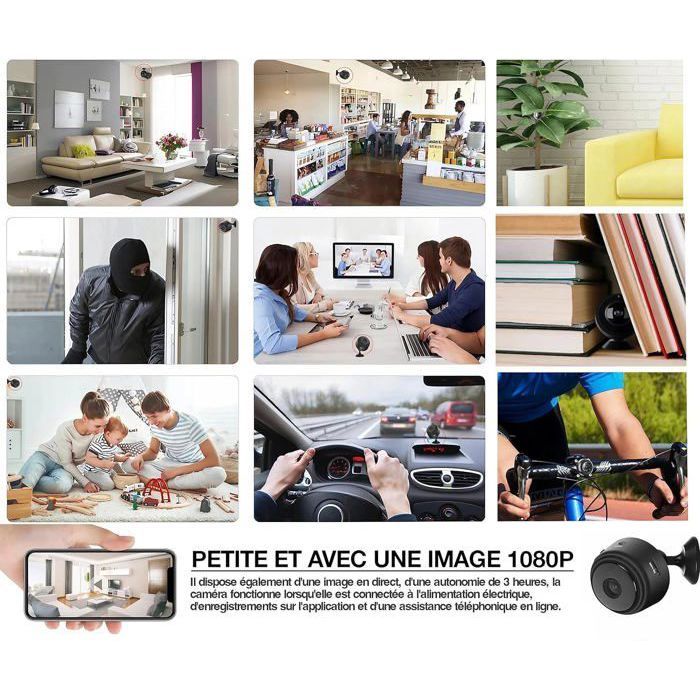 PETITE ET AVEC UNE IMAGE 1080P
Il dispose également d'une image en direct, d'une autonomie de 3 heures, la
caméra fonctionne lorsqu'elle est connectée à l'alimentation électrique,
d'enregistrements sur l'application et d'une assistance téléphonique en ligne.